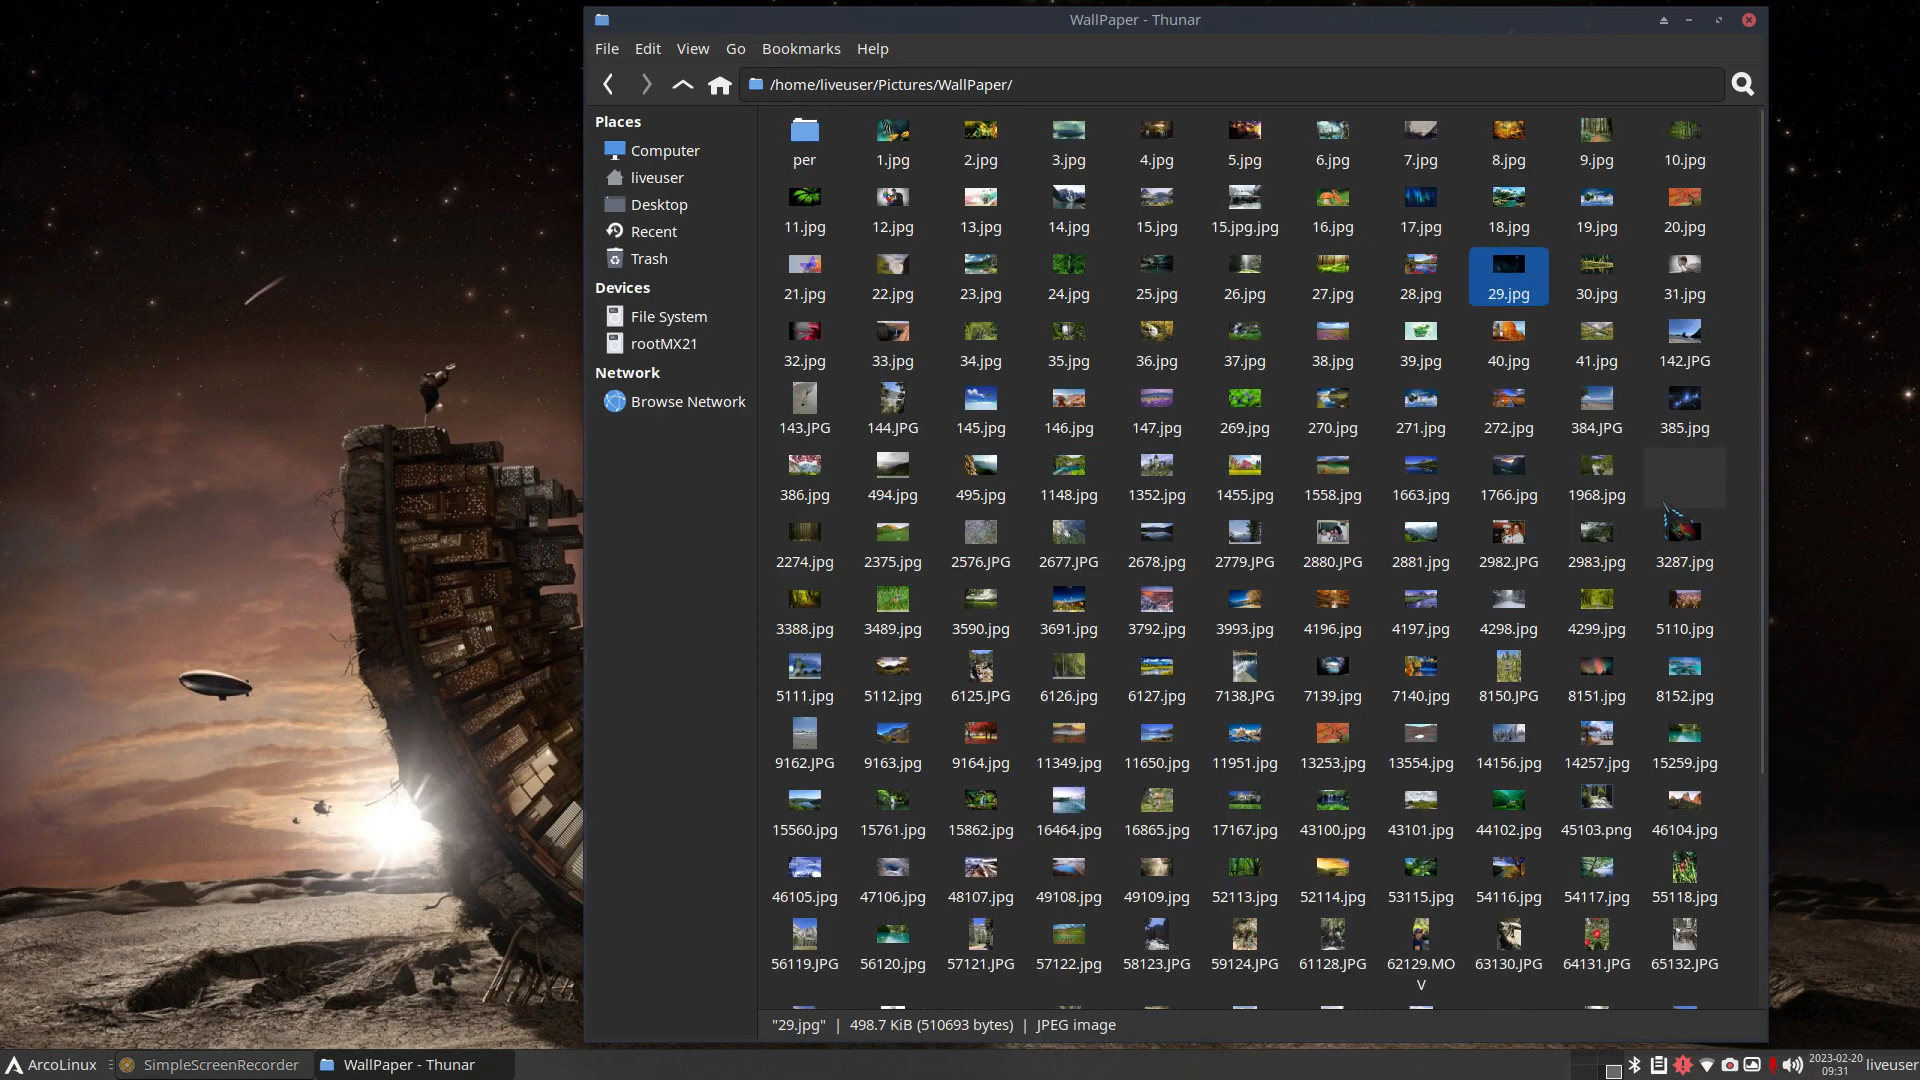 WallPaper - Thunar
File Edit View Go Bookmarks Help
/home/liveuser/Pictures/WallPaper/
Places
Computer
liveuser
Desktop
Recent
Trash
Devices
File System
rootMX21
Network
Browse Network
per 1.jpg 2.jpg 3.jpg 4.jpg 5.jpg 6.jpg 7.jpg 8.jpg 9.jpg 10.jpg
11.jpg 12.jpg 13.jpg 14.jpg 15.jpg 15.jpg.jpg 16.jpg 17.jpg 18.jpg 19.jpg 20.jpg
21.jpg 22.jpg 23.jpg 24.jpg 25.jpg 26.jpg 27.jpg 28.jpg 29.jpg 30.jpg 31.jpg
32.jpg 33.jpg 34.jpg 35.jpg 36.jpg 37.jpg 38.jpg 39.jpg 40.jpg 41.jpg 142.JPG
143.JPG 144.JPG 145.jpg 146.jpg 147.jpg 269.jpg 270.jpg 271.jpg 272.jpg 384.JPG 385.jpg
386.jpg 494.jpg 495.jpg 1148.jpg 1352.jpg 1455.jpg 1558.jpg 1663.jpg 1766.jpg 1968.jpg
2274.jpg 2375.jpg 2576.JPG 2677.JPG 2678.jpg 2779.JPG 2880.JPG 2881.jpg 2982.JPG 2983.jpg 3287.jpg
3388.jpg 3489.jpg 3590.jpg 3691.jpg 3792.jpg 3993.jpg 4196.jpg 4197.jpg 4298.jpg 4299.jpg 5110.jpg
5111.jpg 5112.jpg 6125.JPG 6126.jpg 6127.jpg 7138.JPG 7139.jpg 7140.jpg 8150.JPG 8151.jpg 8152.jpg
9162.JPG 9163.jpg 9164.jpg 11349.jpg 11650.jpg 11951.jpg 13253.jpg 13554.jpg 14156.jpg 14257.jpg 15259.jpg
15560.jpg 15761.jpg 15862.jpg 16464.jpg 16865.jpg 17167.jpg 43100.jpg 43101.jpg 44102.jpg 45103.png 46104.jpg
46105.jpg 47106.jpg 48107.jpg 49108.jpg 49109.jpg 52113.jpg 52114.jpg 53115.jpg 54116.jpg 54117.jpg 55118.jpg
56119.JPG 56120.jpg 57121.JPG 57122.jpg 58123.JPG 59124.JPG 61128.JPG 62129.MO 63130.JPG 64131.JPG 65132.JPG
V
"29.jpg" | 498.7 KiB (510693 bytes) | JPEG image
ArcoLinux SimpleScreenRecorder WallPaper - Thunar 2023-02-20 liveuser
09:31